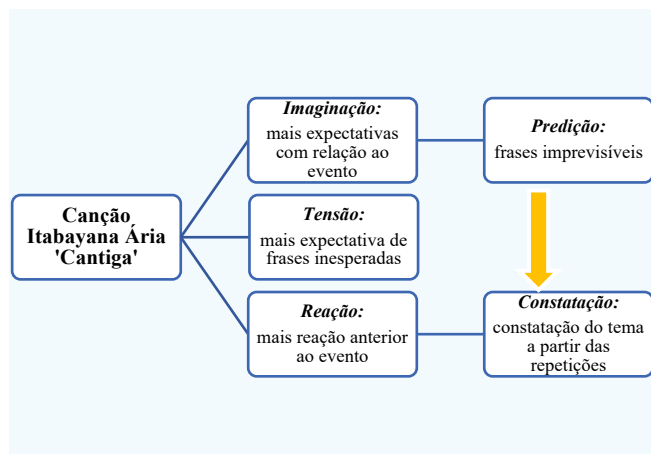 Canção
Itabayana Ária
'Cantiga'
Imaginação:
mais expectativas
com relação ao
evento
Predição:
frases imprevisíveis
Tensão:
mais expectativa de
frases inesperadas
Reação:
mais reação anterior
ao evento
Constatação:
constatação do tema
a partir das
repetições